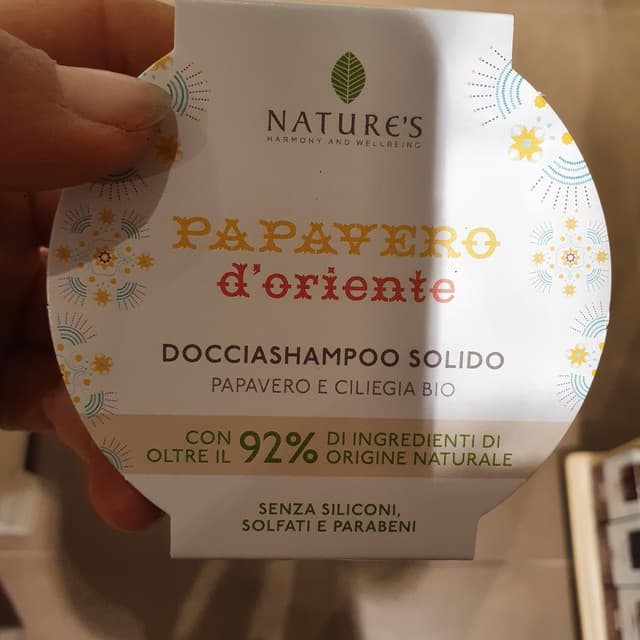 NATURE'S
HARMONY AND WELLBEING
PAPAVERO
d'oriente
DOCCIASHAMPOO SOLIDO
PAPAVERO E CILIEGIA BIO
CON 92% DI INGREDIENTI DI
OLTRE IL ORIGINE NATURALE
SENZA SILICONI,
SOLFATI E PARABENI